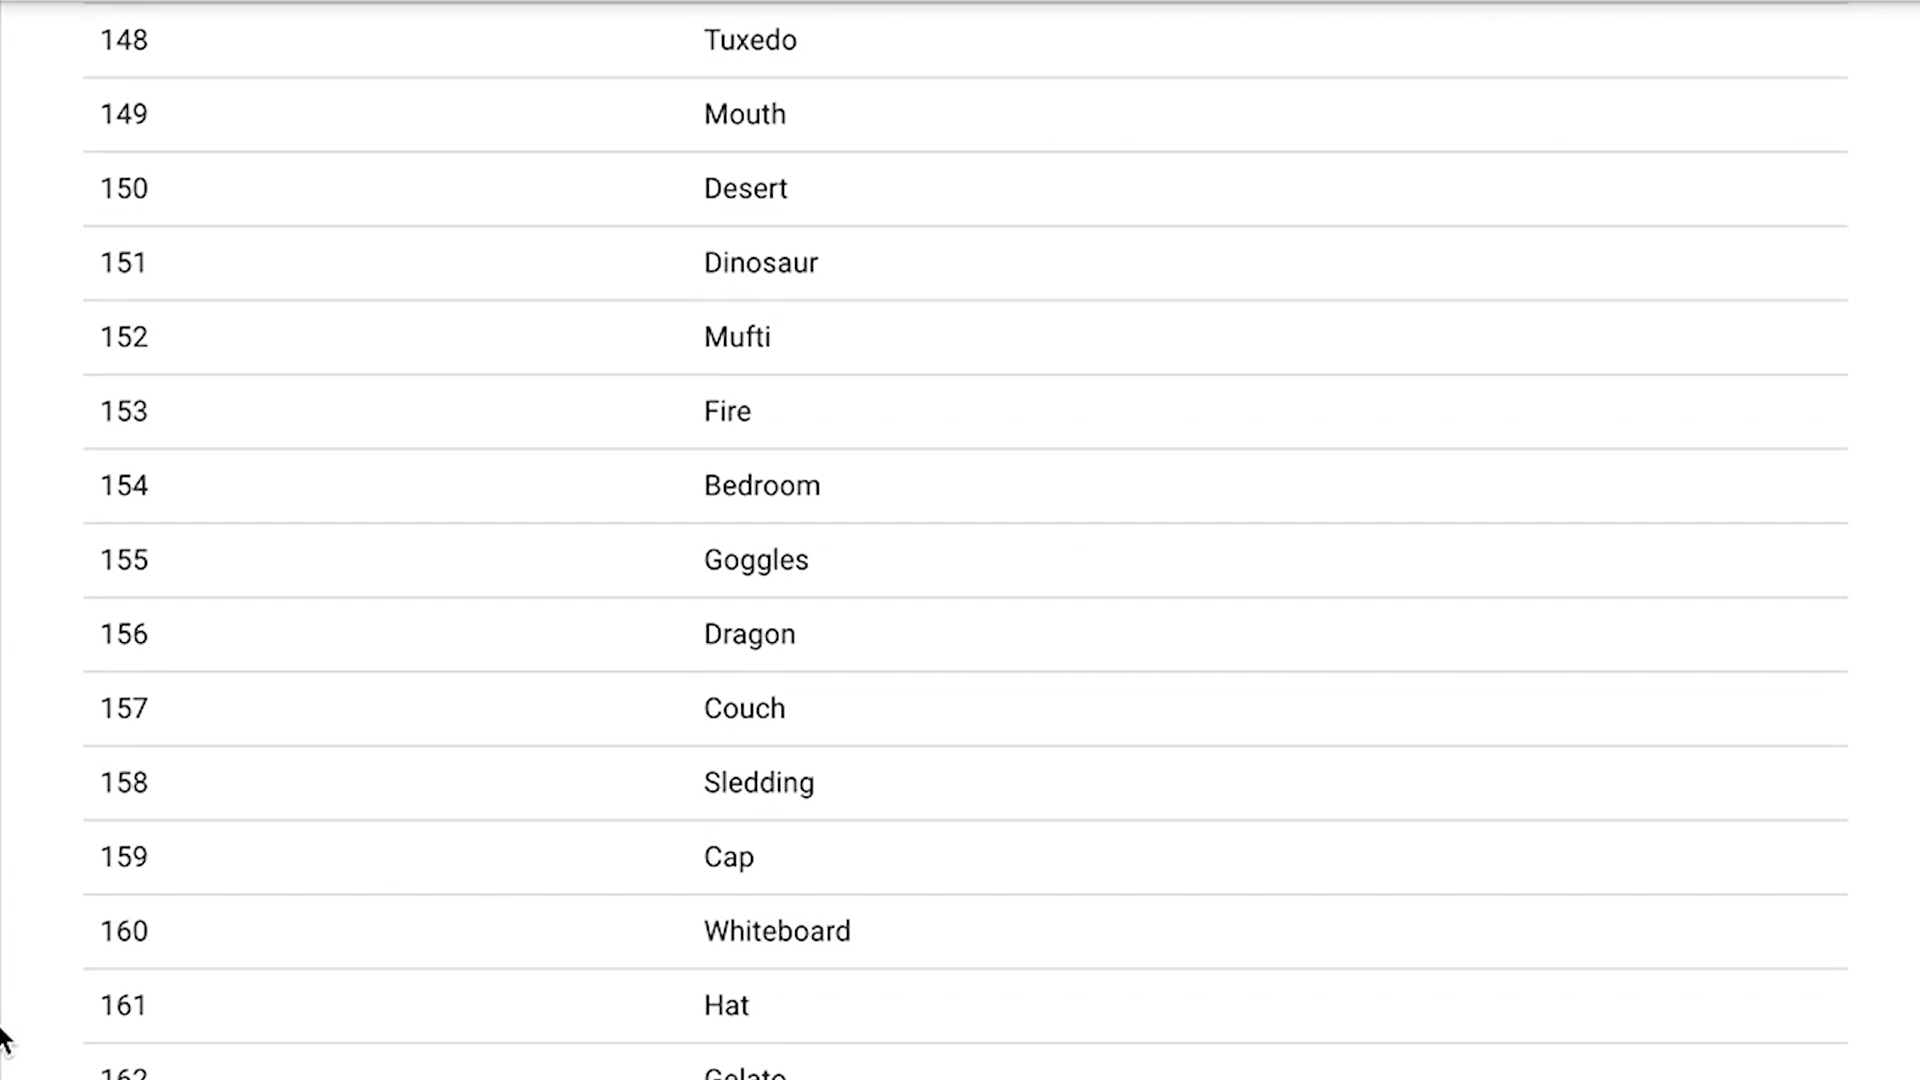 148 Tuxedo
149 Mouth
150 Desert
151 Dinosaur
152 Mufti
153 Fire
154 Bedroom
155 Goggles
156 Dragon
157 Couch
158 Sledding
159 Cap
160 Whiteboard
161 Hat
162 Gelato